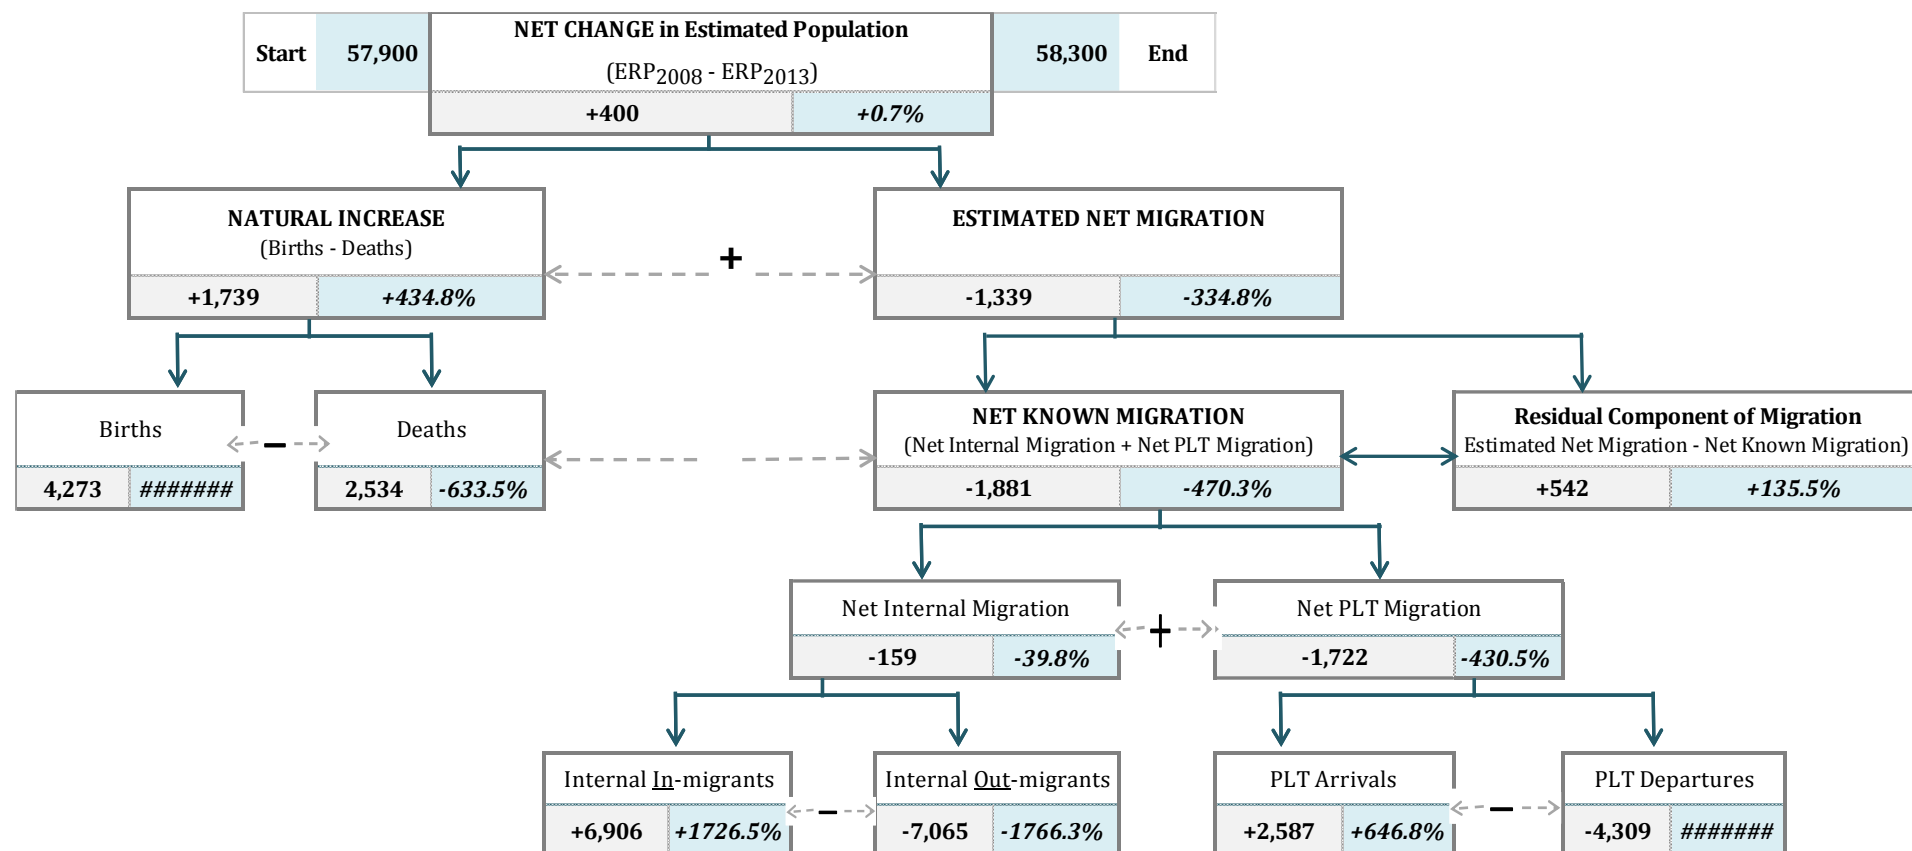 NET CHANGE in Estimated Population
Start 57,900 58,300 End
(ERP2008 - ERP2013)
+400 +0.7%
NATURAL INCREASE
(Births - Deaths)
+1,739 +434.8%
+
ESTIMATED NET MIGRATION
-1,339 -334.8%
Births
4,273 #######
–
Deaths
2,534 -633.5%
NET KNOWN MIGRATION
(Net Internal Migration + Net PLT Migration)
-1,881 -470.3%
Residual Component of Migration
Estimated Net Migration - Net Known Migration)
+542 +135.5%
Net Internal Migration
-159 -39.8%
+
Net PLT Migration
-1,722 -430.5%
Internal In-migrants
+6,906 +1726.5%
–
Internal Out-migrants
-7,065 -1766.3%
PLT Arrivals
+2,587 +646.8%
–
PLT Departures
-4,309 #######